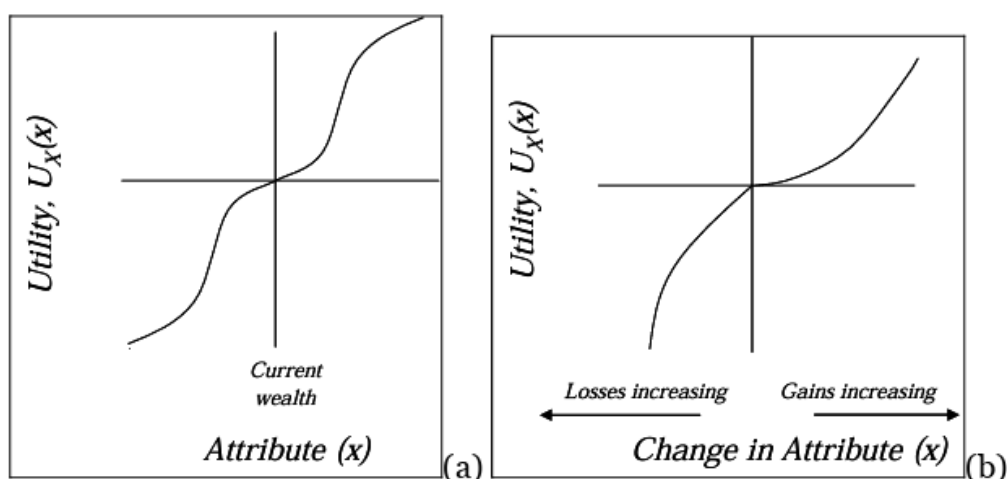 Utility, U_X(x)
Current
wealth
Attribute (x)
(a)
Utility, U_X(x)
Losses increasing
Gains increasing
Change in Attribute (x)
(b)